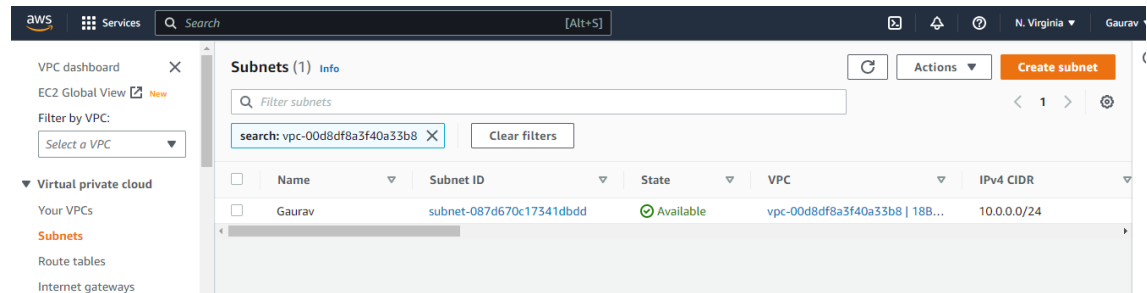 aws Services Search [Alt+S] N. Virginia Gaurav
VPC dashboard
EC2 Global View New
Filter by VPC:
Select a VPC
Virtual private cloud
Your VPCs
Subnets
Route tables
Internet gateways
Subnets (1) Info
Actions
Create subnet
Filter subnets
1
search: vpc-00d8df8a3f40a33b8
Clear filters
Name Subnet ID State VPC IPv4 CIDR
Gaurav subnet-087d670c17341dbdd Available vpc-00d8df8a3f40a33b8 | 18B... 10.0.0.0/24